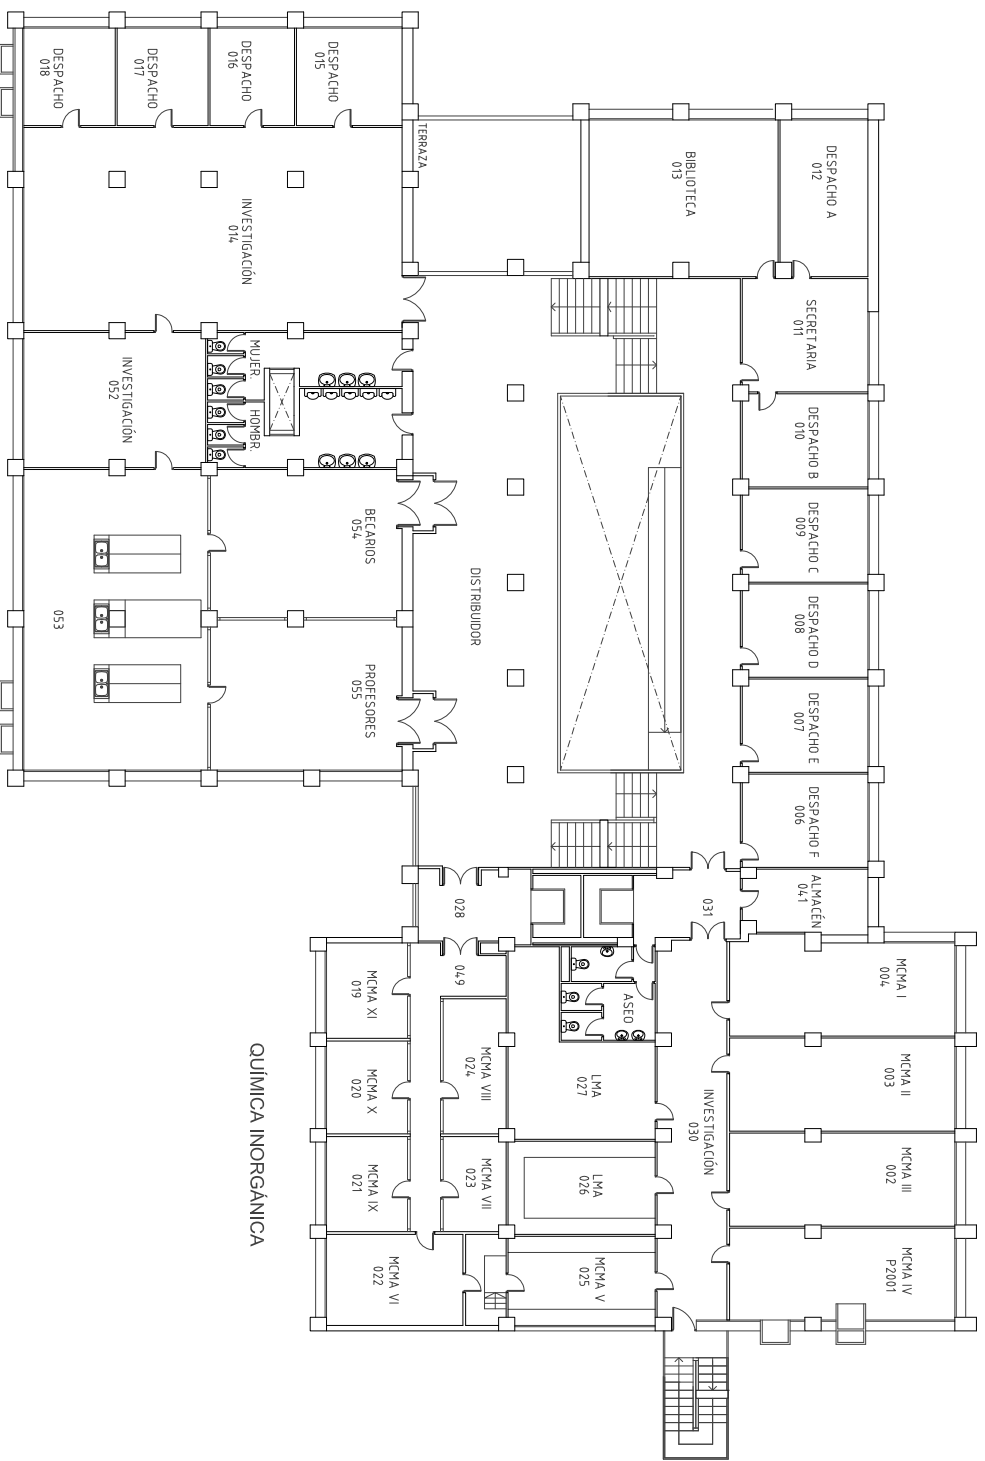 DESPACHO
018
DESPACHO
017
DESPACHO
016
DESPACHO
015
TERRAZA
BIBLIOTECA
013
DESPACHO A
012
INVESTIGACIÓN
014
SECRETARIA
011
INVESTIGACIÓN
052
MUJER.
HOMBR.
DESPACHO B
010
BECARIOS
054
DESPACHO C
009
053
DISTRIBUIDOR
DESPACHO D
008
PROFESORES
055
DESPACHO E
007
DESPACHO F
006
028
031
ALMACÉN
041
049
MCMA XI
019
ASEO
MCMA I
004
MCMA X
020
MCMA VIII
024
LMA
027
MCMA II
003
INVESTIGACIÓN
030
MCMA IX
021
MCMA VII
023
LMA
026
MCMA III
002
MCMA VI
022
MCMA V
025
MCMA IV
P2001
QUÍMICA INORGÁNICA